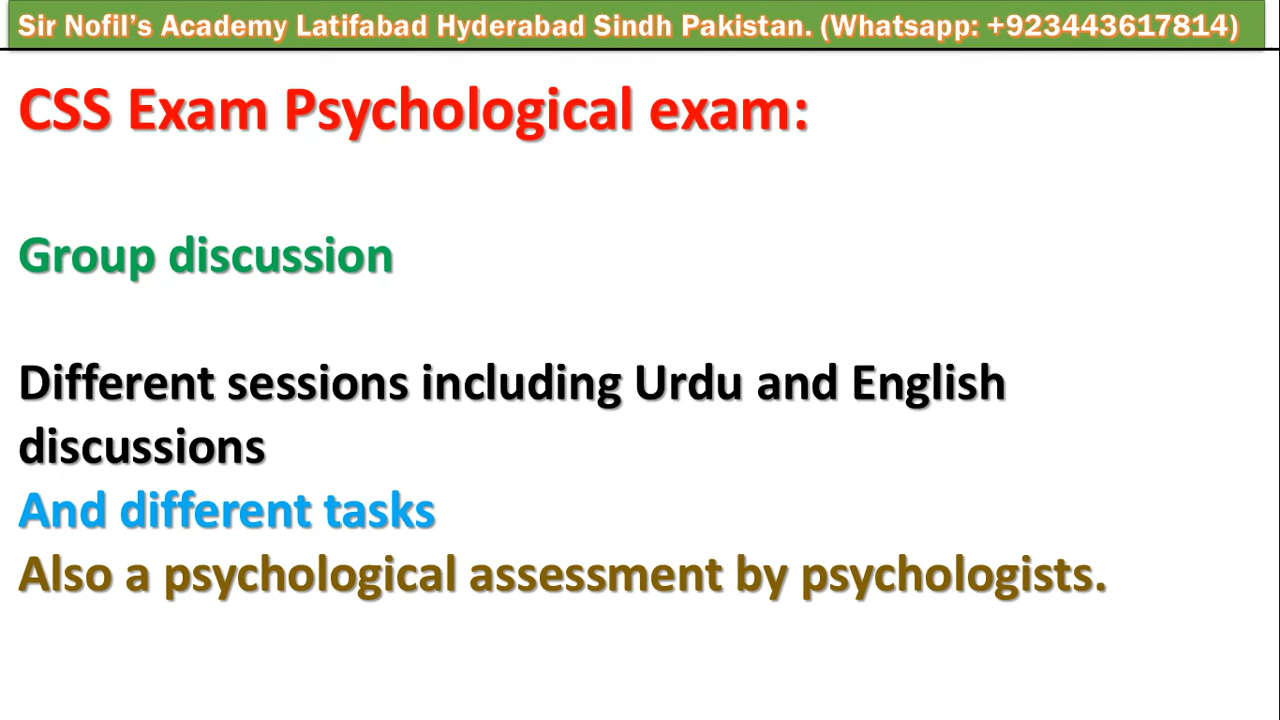 Sir Nofil’s Academy Latifabad Hyderabad Sindh Pakistan. (Whatsapp: +923443617814)
CSS Exam Psychological exam:
Group discussion
Different sessions including Urdu and English
discussions
And different tasks
Also a psychological assessment by psychologists.